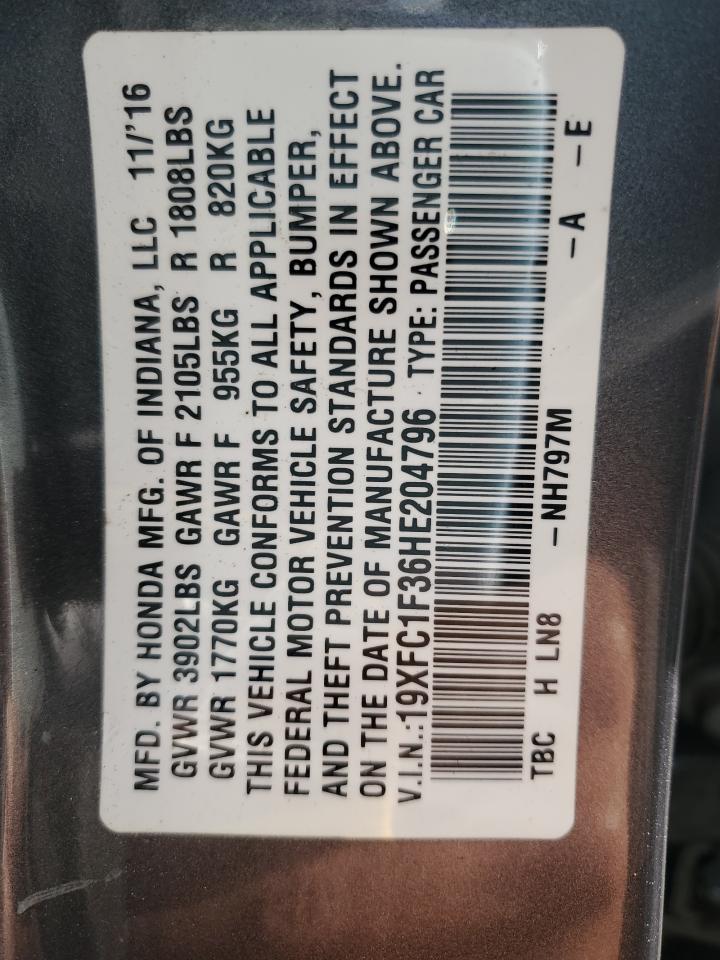 MFD. BY HONDA MFG. OF INDIANA, LLC 11/'16
GVWR 3902LBS GAWR F 2105LBS R 1808LBS
GVWR 1770KG GAWR F 955KG R 820KG
THIS VEHICLE CONFORMS TO ALL APPLICABLE
FEDERAL MOTOR VEHICLE SAFETY, BUMPER,
AND THEFT PREVENTION STANDARDS IN EFFECT
ON THE DATE OF MANUFACTURE SHOWN ABOVE.
V.I.N.:19XFC1F36HE204796 TYPE: PASSENGER CAR
TBC H LN8 -NH797M -A -E